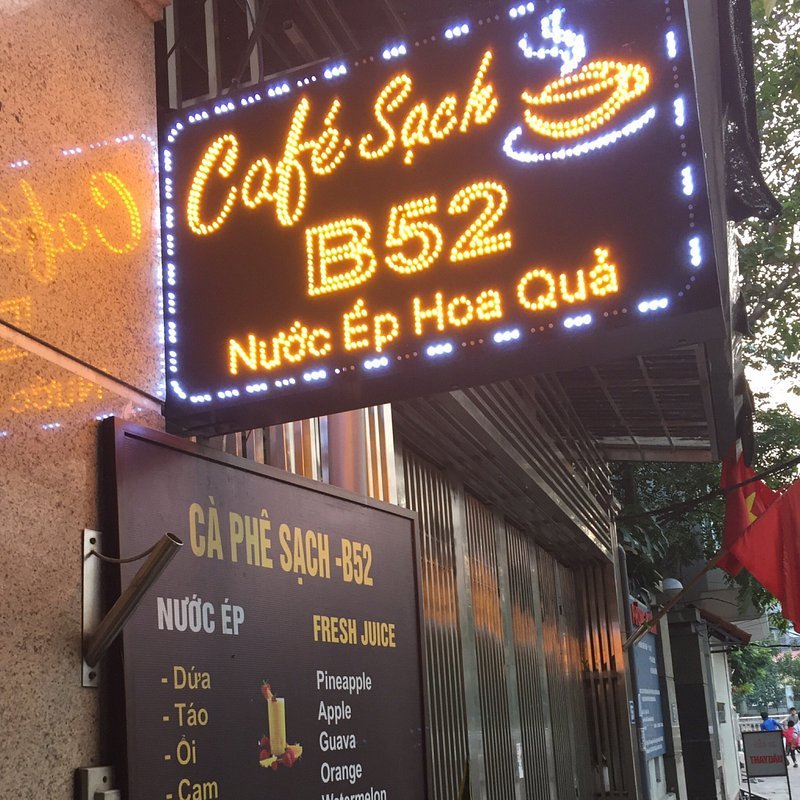 Café Sạch
B52
Nước Ép Hoa Quả
CÀ PHÊ SẠCH -B52
NƯỚC ÉP
FRESH JUICE
- Dứa
Pineapple
- Táo
Apple
- Ổi
Guava
- Cam
Orange
Watermelon